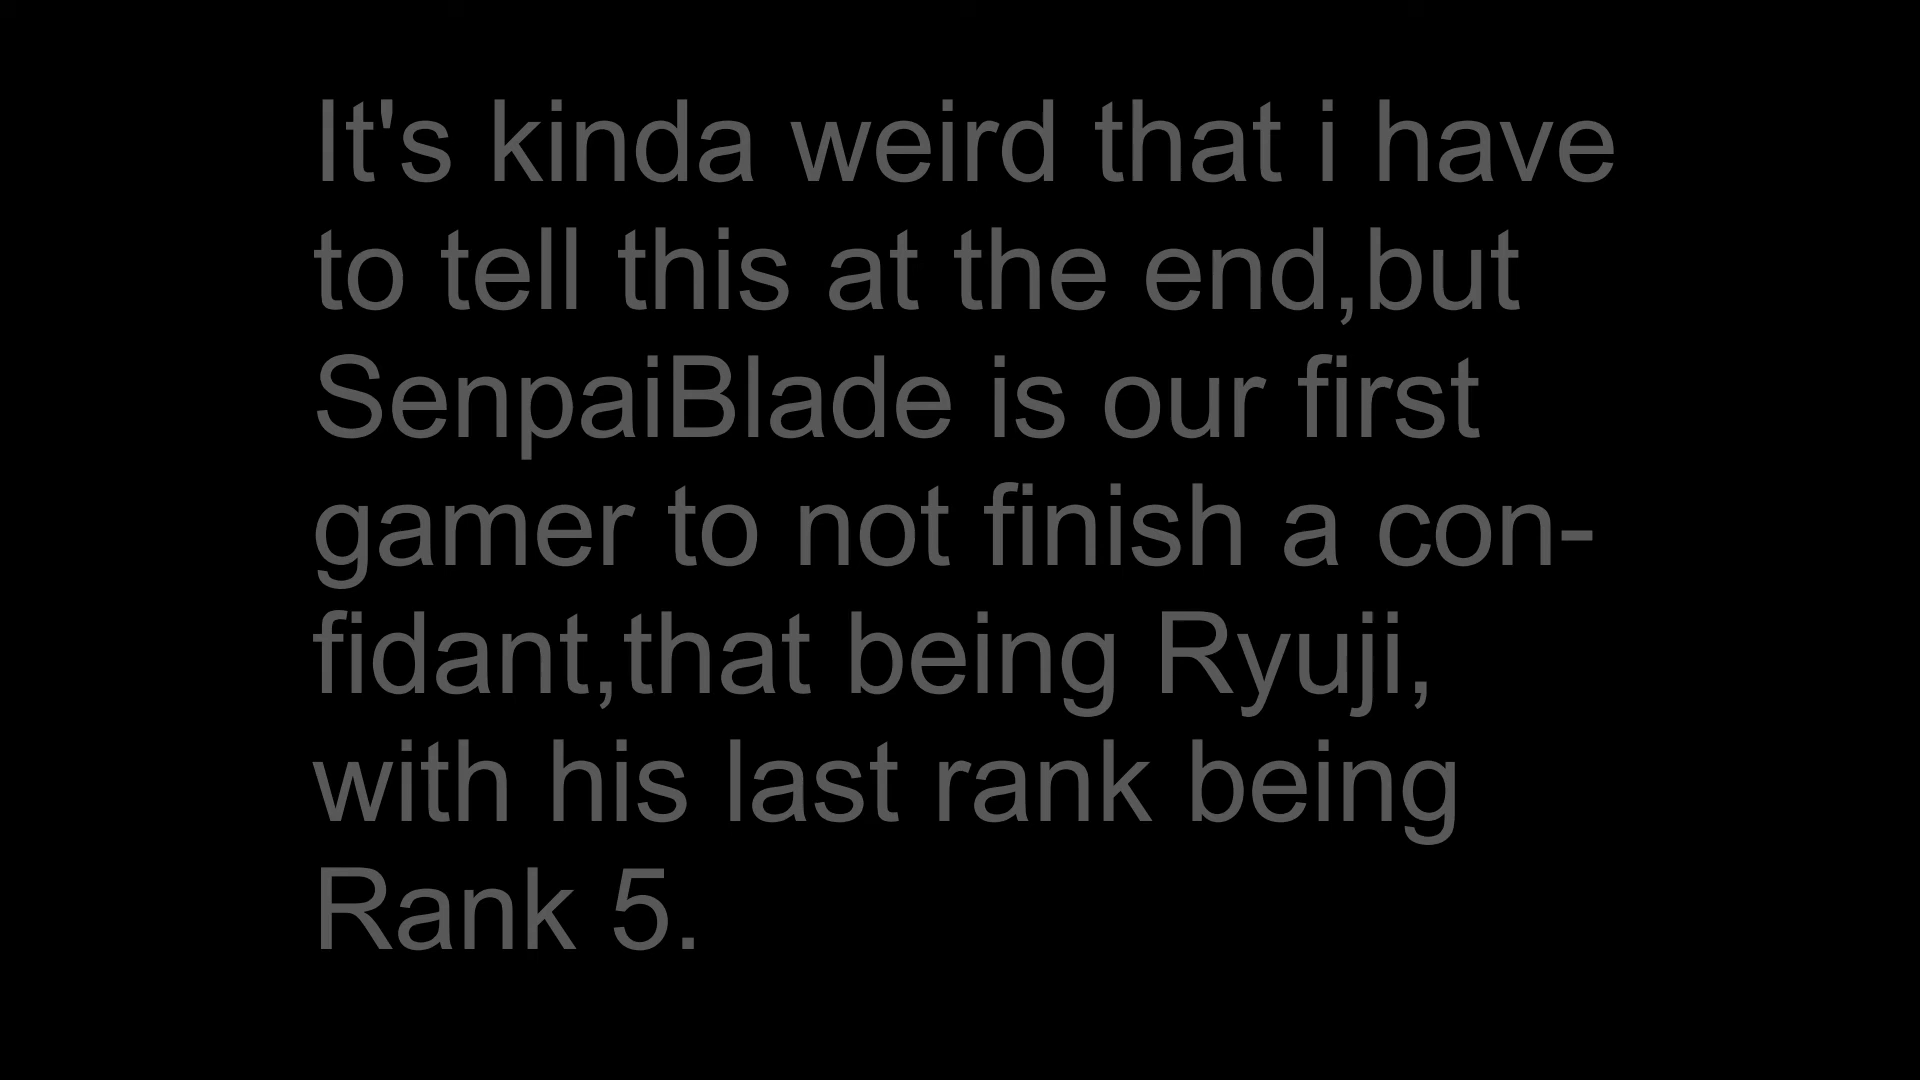 It's kinda weird that i have
to tell this at the end,but
SenpaiBlade is our first
gamer to not finish a con-
fidant,that being Ryuji,
with his last rank being
Rank 5.